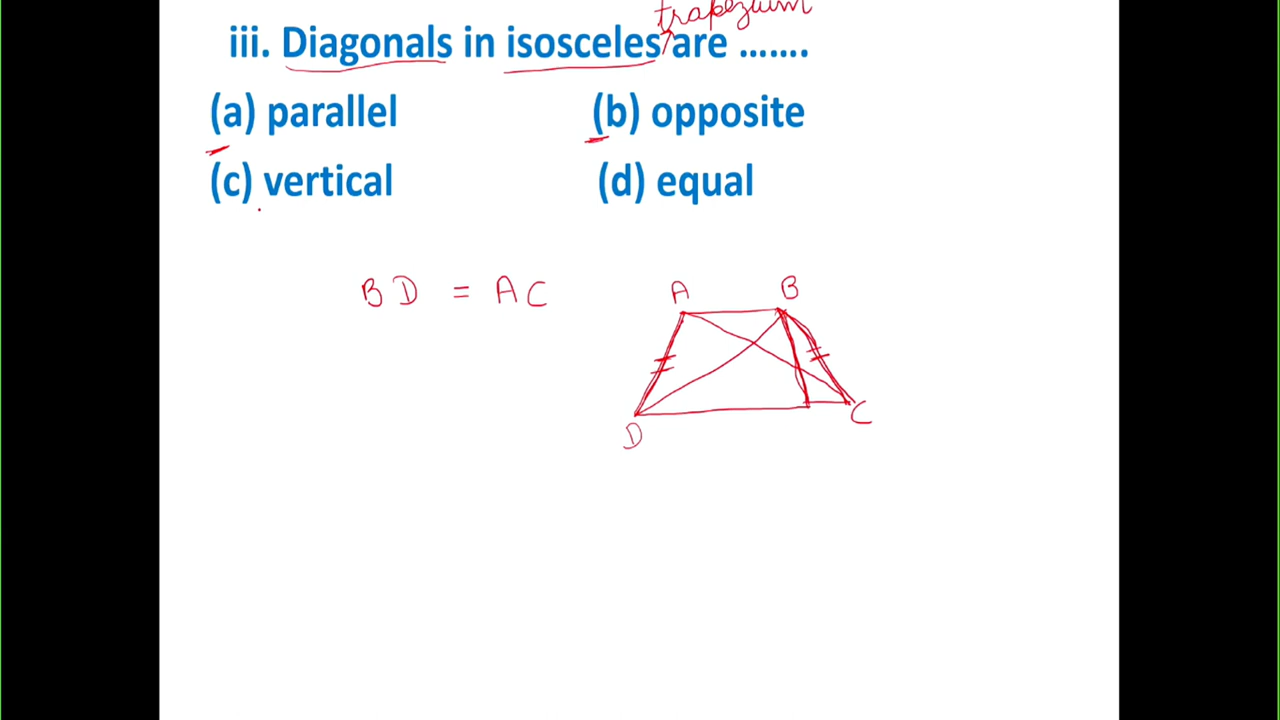 trapezium
iii. Diagonals in isosceles are .......
(a) parallel (b) opposite
(c) vertical (d) equal
BD = AC
A B
D C